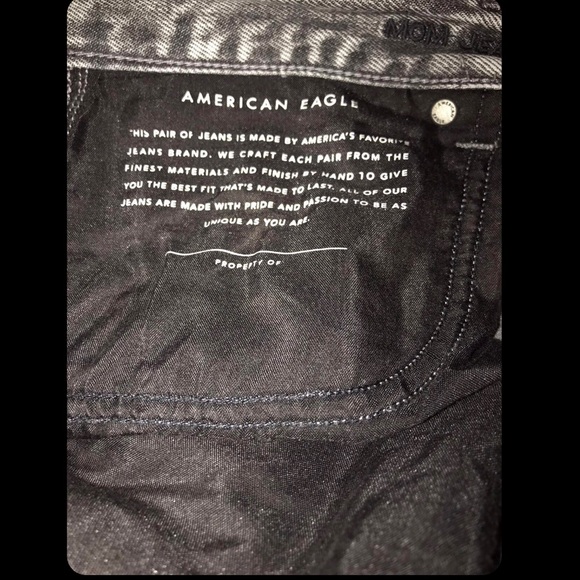 MOM JE
AMERICAN EAGLE
THIS PAIR OF JEANS IS MADE BY AMERICA'S FAVORITE
JEANS BRAND. WE CRAFT EACH PAIR FROM THE
FINEST MATERIALS AND FINISH BY HAND TO GIVE
YOU THE BEST FIT THAT'S MADE TO LAST. ALL OF OUR
JEANS ARE MADE WITH PRIDE AND PASSION TO BE AS
UNIQUE AS YOU ARE.
PROPERTY OF